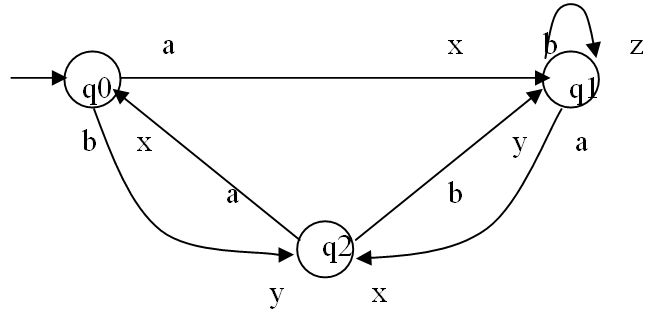 a x b z
q0 q1
b x y a
a b
q2
y x